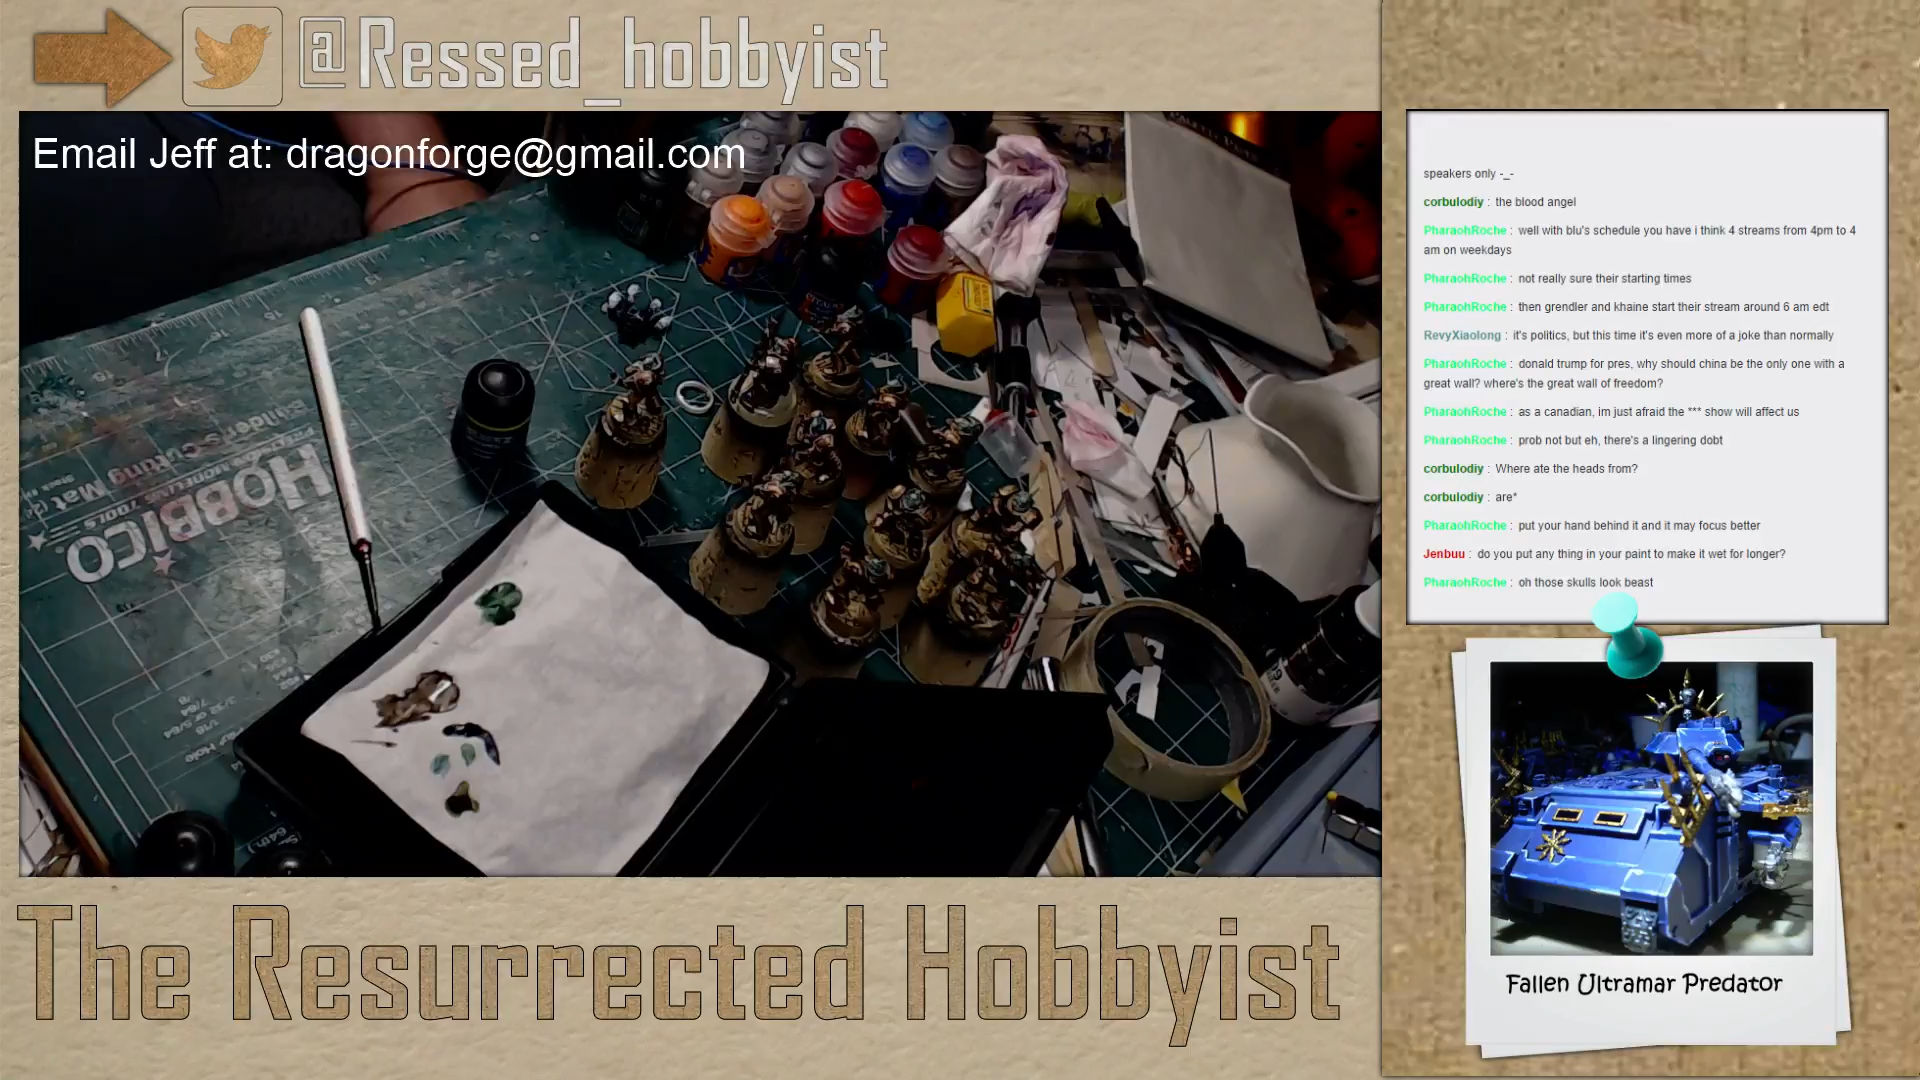 @Ressed_hobbyist
Email Jeff at: dragonforge@gmail.com
HOBBICO
Builder's Cutting Mat
speakers only -_-
corbulodiy : the blood angel
PharaohRoche : well with blu's schedule you have i think 4 streams from 4pm to 4
am on weekdays
PharaohRoche : not really sure their starting times
PharaohRoche : then grendler and khaine start their stream around 6 am edt
RevyXiaolong : it's politics, but this time it's even more of a joke than normally
PharaohRoche : donald trump for pres, why should china be the only one with a
great wall? where's the great wall of freedom?
PharaohRoche : as a canadian, im just afraid the *** show will affect us
PharaohRoche : prob not but eh, there's a lingering dobt
corbulodiy : Where ate the heads from?
corbulodiy : are*
PharaohRoche : put your hand behind it and it may focus better
Jenbuu : do you put any thing in your paint to make it wet for longer?
PharaohRoche : oh those skulls look beast
Fallen Ultramar Predator
The Resurrected Hobbyist